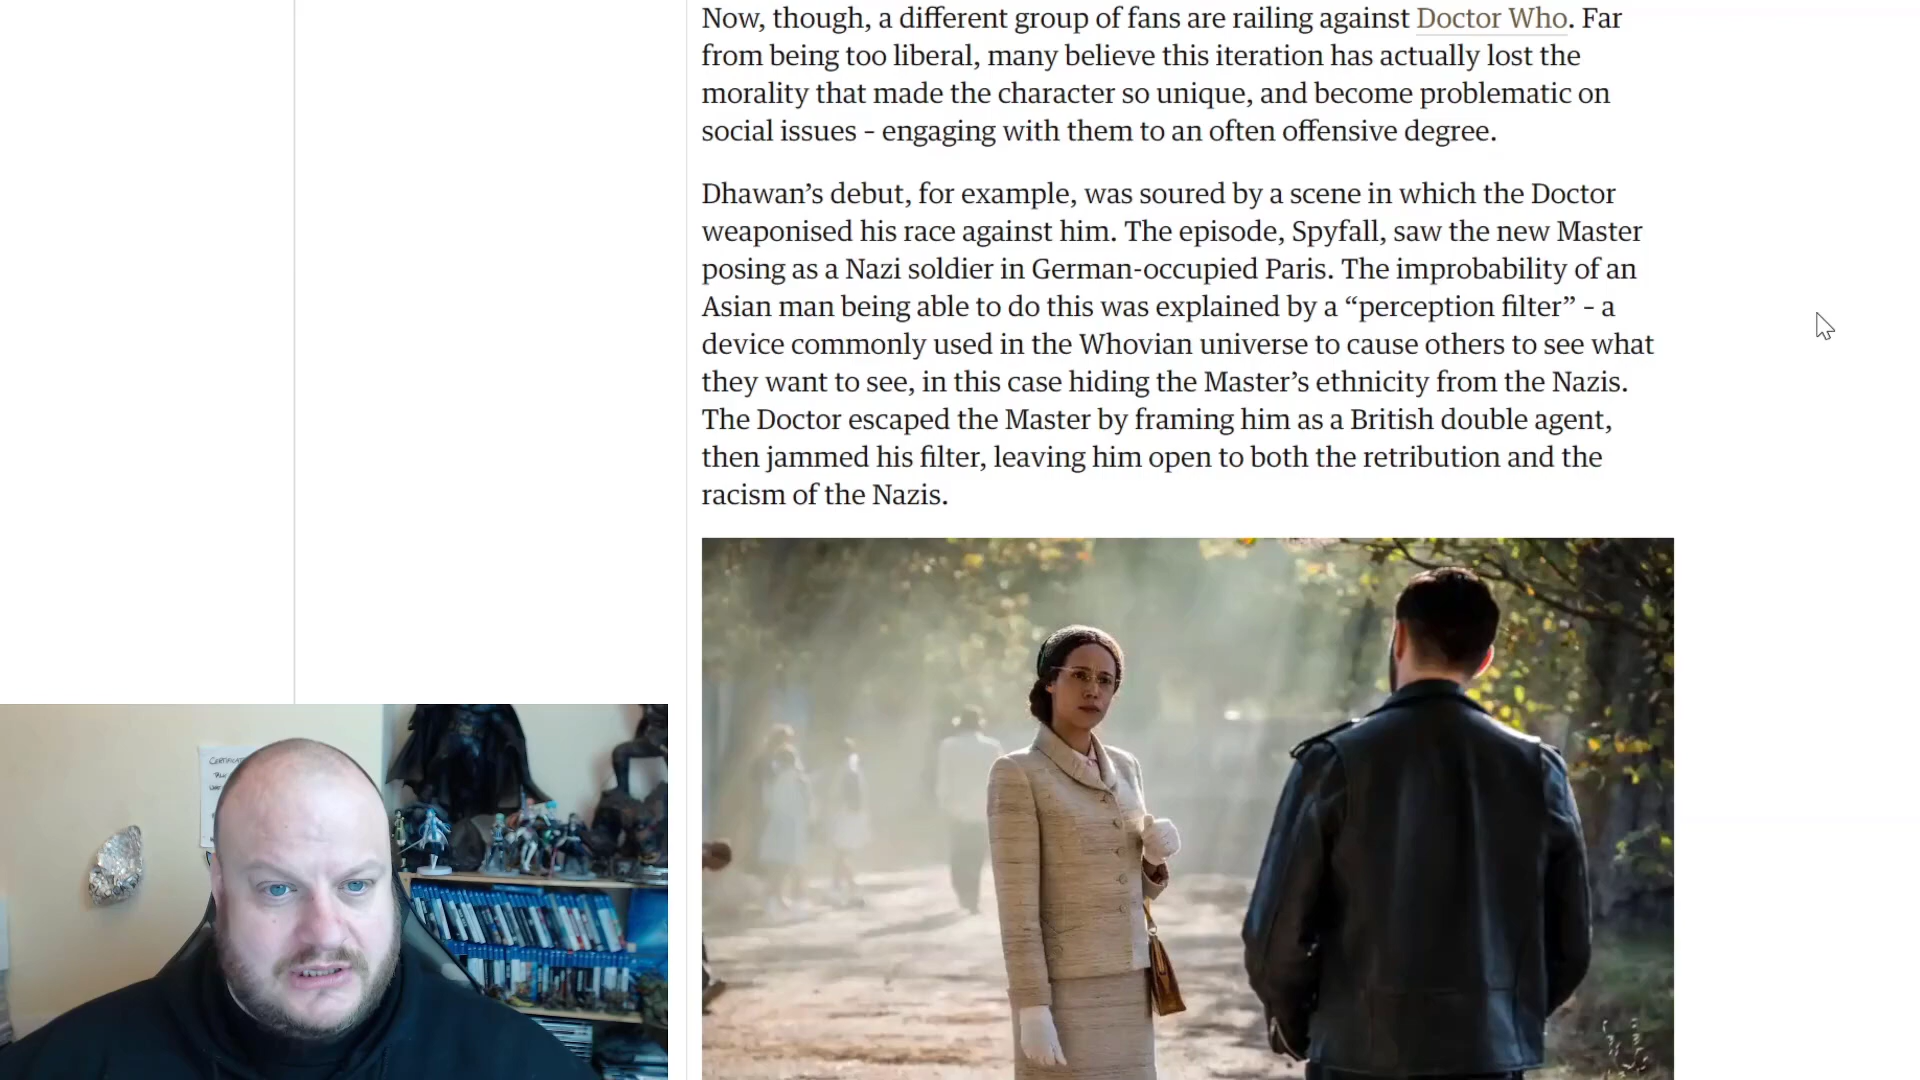 Now, though, a different group of fans are railing against Doctor Who. Far
from being too liberal, many believe this iteration has actually lost the
morality that made the character so unique, and become problematic on
social issues – engaging with them to an often offensive degree.
Dhawan’s debut, for example, was soured by a scene in which the Doctor
weaponised his race against him. The episode, Spyfall, saw the new Master
posing as a Nazi soldier in German-occupied Paris. The improbability of an
Asian man being able to do this was explained by a “perception filter” – a
device commonly used in the Whovian universe to cause others to see what
they want to see, in this case hiding the Master’s ethnicity from the Nazis.
The Doctor escaped the Master by framing him as a British double agent,
then jammed his filter, leaving him open to both the retribution and the
racism of the Nazis.